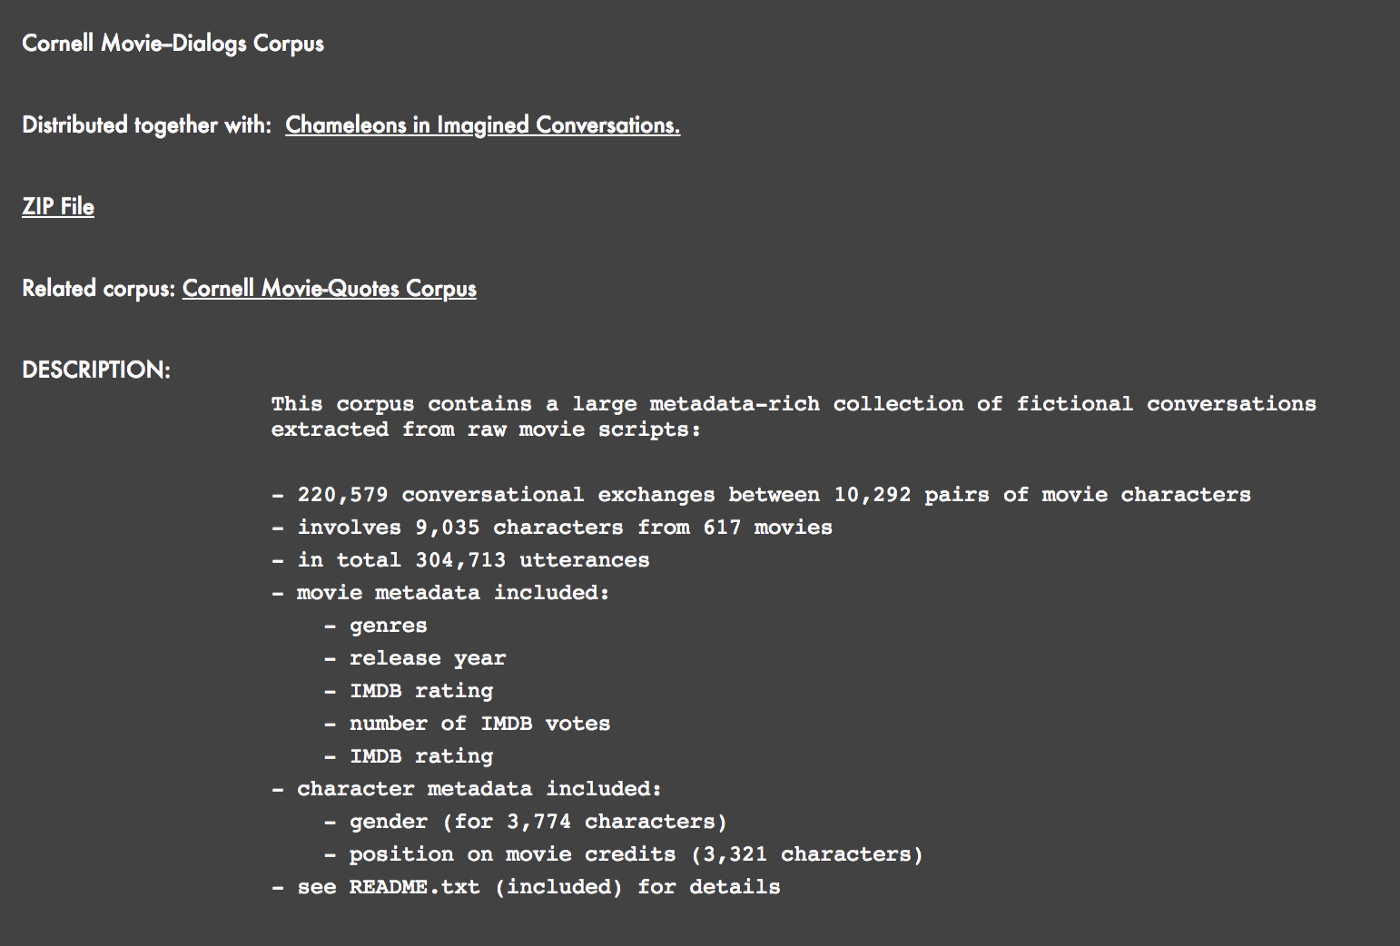 Cornell Movie–Dialogs Corpus
Distributed together with: Chameleons in Imagined Conversations.
ZIP File
Related corpus: Cornell Movie-Quotes Corpus
DESCRIPTION:
This corpus contains a large metadata-rich collection of fictional conversations
extracted from raw movie scripts:
- 220,579 conversational exchanges between 10,292 pairs of movie characters
- involves 9,035 characters from 617 movies
- in total 304,713 utterances
- movie metadata included:
- genres
- release year
- IMDB rating
- number of IMDB votes
- IMDB rating
- character metadata included:
- gender (for 3,774 characters)
- position on movie credits (3,321 characters)
- see README.txt (included) for details